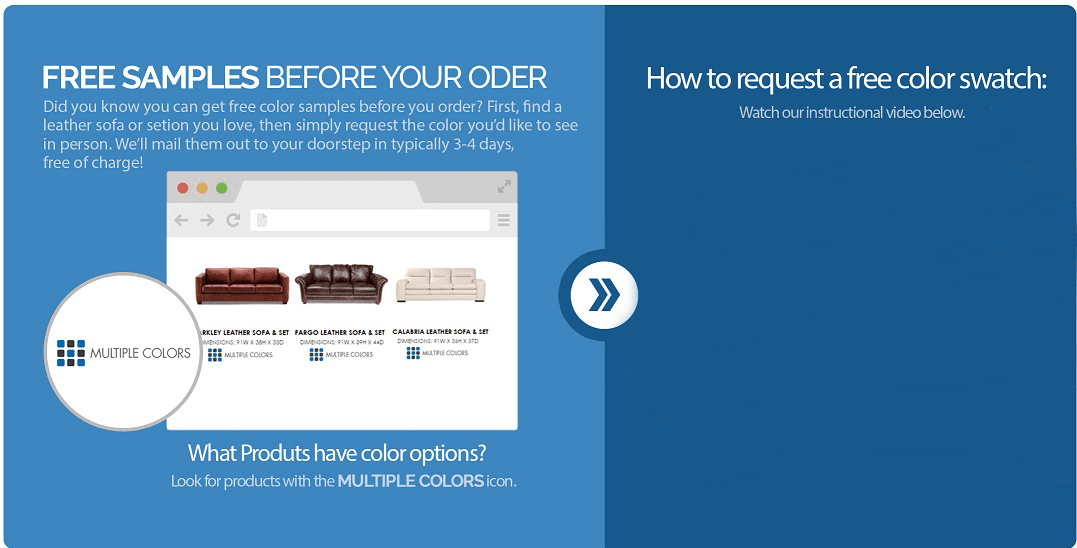 FREE SAMPLES BEFORE YOUR ODER
Did you know you can get free color samples before you order? First, find a
leather sofa or setion you love, then simply request the color you'd like to see
in person. We'll mail them out to your doorstep in typically 3-4 days,
free of charge!
MULTIPLE COLORS
RKLEY LEATHER SOFA & SET
DIMENSIONS: 91W X 38H X 33D
MULTIPLE COLORS
FARGO LEATHER SOFA & SET
DIMENSIONS: 91W X 39H X 44D
MULTIPLE COLORS
CALABRIA LEATHER SOFA & SET
DIMENSIONS: 91W X 36H X 37D
MULTIPLE COLORS
What Produts have color options?
Look for products with the MULTIPLE COLORS icon.
How to request a free color swatch:
Watch our instructional video below.